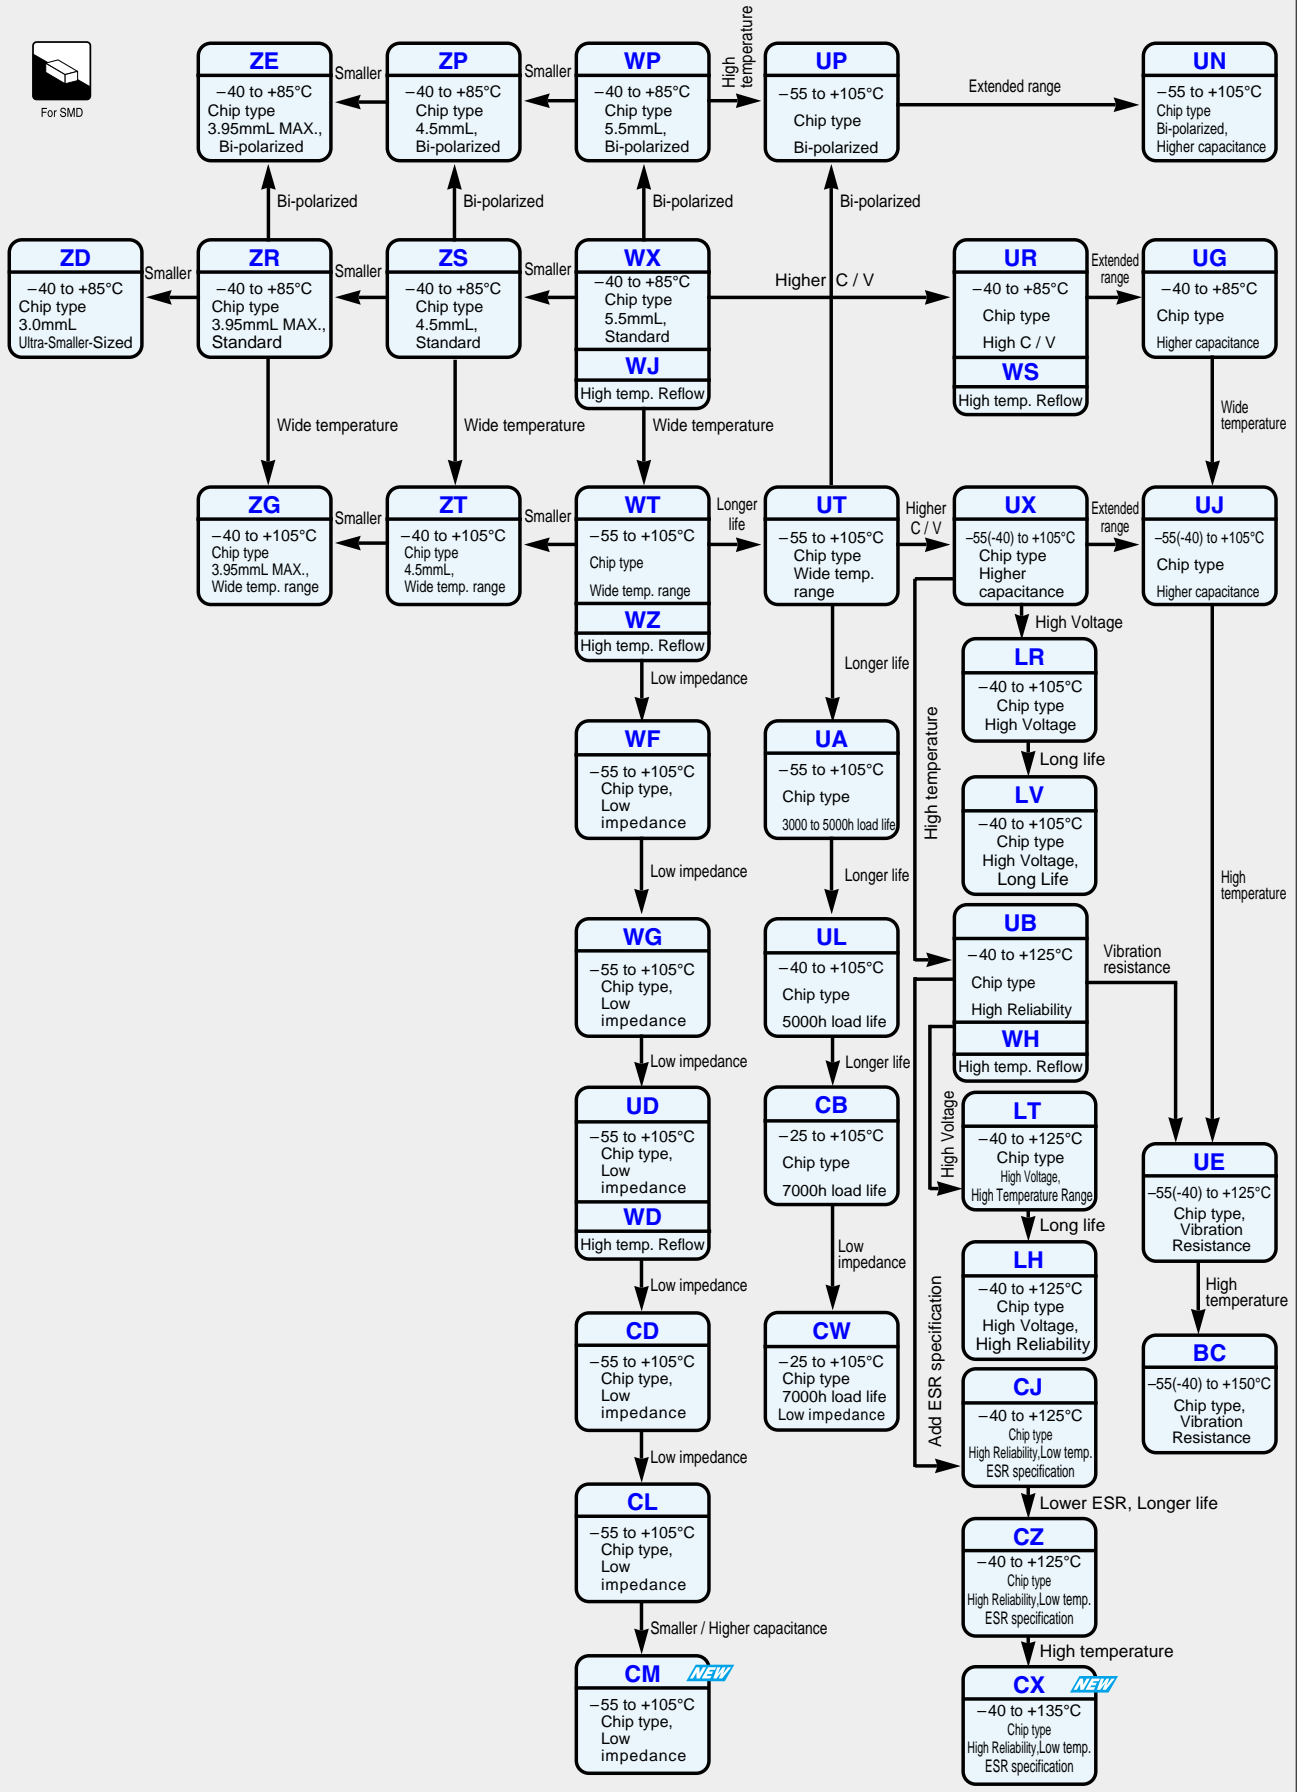 For SMD
ZE
–40 to +85°C
Chip type
3.95mmL MAX.,
Bi-polarized
Smaller
ZP
–40 to +85°C
Chip type
4.5mmL,
Bi-polarized
Smaller
WP
–40 to +85°C
Chip type
5.5mmL,
Bi-polarized
High
temperature
UP
–55 to +105°C
Chip type
Bi-polarized
Extended range
UN
–55 to +105°C
Chip type
Bi-polarized,
Higher capacitance
Bi-polarized
Bi-polarized
Bi-polarized
Bi-polarized
ZD
–40 to +85°C
Chip type
3.0mmL
Ultra-Smaller-Sized
Smaller
ZR
–40 to +85°C
Chip type
3.95mmL MAX.,
Standard
Smaller
ZS
–40 to +85°C
Chip type
4.5mmL,
Standard
Smaller
WX
–40 to +85°C
Chip type
5.5mmL,
Standard
WJ
High temp. Reflow
Higher C / V
UR
–40 to +85°C
Chip type
High C / V
WS
High temp. Reflow
Extended
range
UG
–40 to +85°C
Chip type
Higher capacitance
Wide temperature
Wide temperature
Wide temperature
Wide
temperature
ZG
–40 to +105°C
Chip type
3.95mmL MAX.,
Wide temp. range
Smaller
ZT
–40 to +105°C
Chip type
4.5mmL,
Wide temp. range
Smaller
WT
–55 to +105°C
Chip type
Wide temp. range
WZ
High temp. Reflow
Longer
life
UT
–55 to +105°C
Chip type
Wide temp.
range
Higher
C / V
UX
–55(-40) to +105°C
Chip type
Higher
capacitance
Extended
range
UJ
–55(-40) to +105°C
Chip type
Higher capacitance
Low impedance
WF
–55 to +105°C
Chip type,
Low
impedance
Low impedance
WG
–55 to +105°C
Chip type,
Low
impedance
Low impedance
UD
–55 to +105°C
Chip type,
Low
impedance
WD
High temp. Reflow
Low impedance
CD
–55 to +105°C
Chip type,
Low
impedance
Low impedance
CL
–55 to +105°C
Chip type,
Low
impedance
Smaller / Higher capacitance
CM
NEW
–55 to +105°C
Chip type,
Low
impedance
Longer life
UA
–55 to +105°C
Chip type
3000 to 5000h load life
Longer life
UL
–40 to +105°C
Chip type
5000h load life
Longer life
CB
–25 to +105°C
Chip type
7000h load life
Low
impedance
CW
–25 to +105°C
Chip type
7000h load life
Low impedance
High Voltage
LR
–40 to +105°C
Chip type
High Voltage
Long life
LV
–40 to +105°C
Chip type
High Voltage,
Long Life
High temperature
UB
–40 to +125°C
Chip type
High Reliability
WH
High temp. Reflow
Vibration
resistance
High
temperature
High Voltage
LT
–40 to +125°C
Chip type
High Voltage,
High Temperature Range
Long life
LH
–40 to +125°C
Chip type
High Voltage,
High Reliability
Add ESR specification
CJ
–40 to +125°C
Chip type
High Reliability,Low temp.
ESR specification
Lower ESR, Longer life
CZ
–40 to +125°C
Chip type
High Reliability,Low temp.
ESR specification
High temperature
CX
NEW
–40 to +135°C
Chip type
High Reliability,Low temp.
ESR specification
UE
–55(-40) to +125°C
Chip type,
Vibration
Resistance
High
temperature
BC
–55(-40) to +150°C
Chip type,
Vibration
Resistance